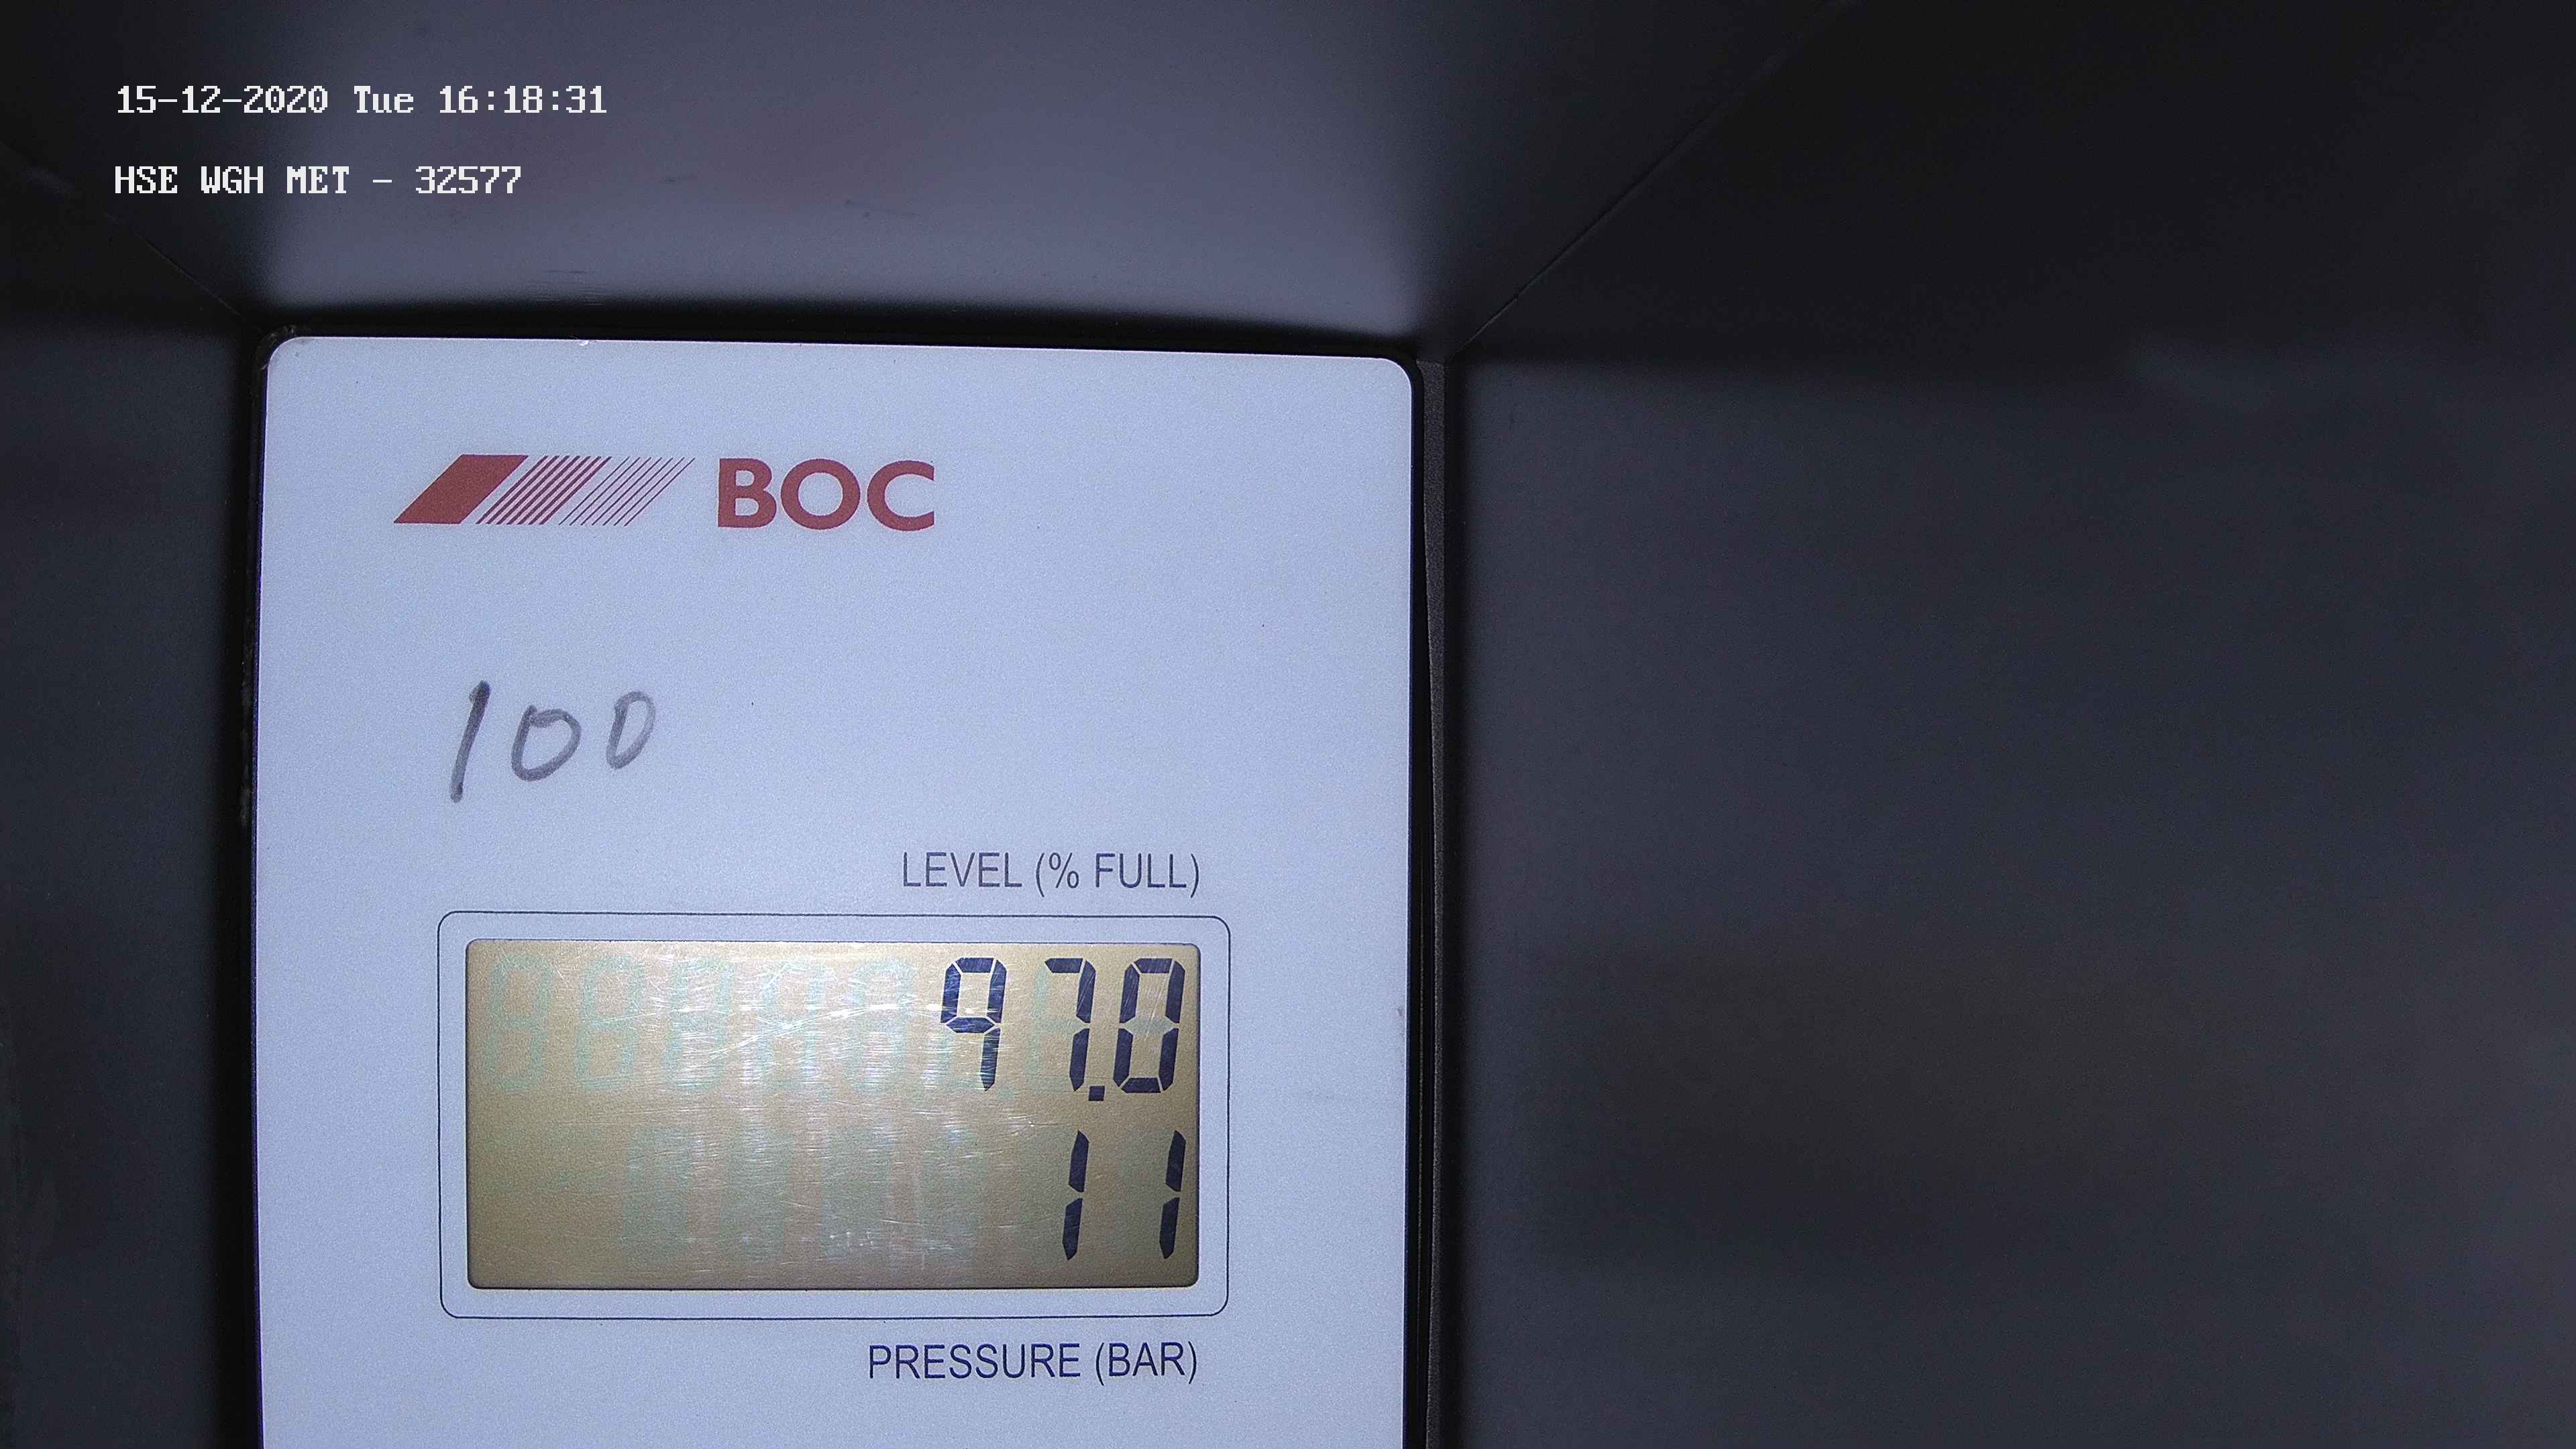 15-12-2020 Tue 16:18:31
HSE WGH MET - 32577
BOC
100
LEVEL (% FULL)
97.0
11
PRESSURE (BAR)